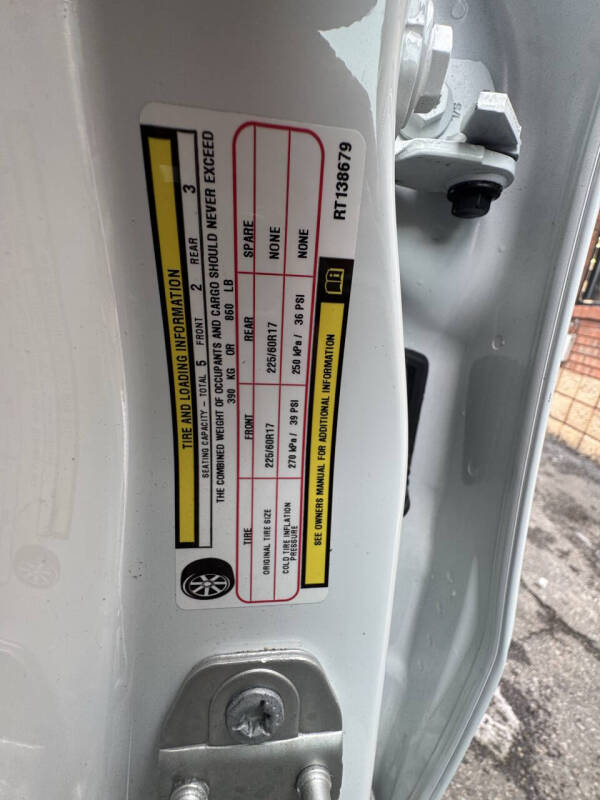 TIRE AND LOADING INFORMATION
SEATING CAPACITY - TOTAL 5 FRONT 2 REAR 3
THE COMBINED WEIGHT OF OCCUPANTS AND CARGO SHOULD NEVER EXCEED
390 KG OR 860 LB
TIRE FRONT REAR SPARE
ORIGINAL TIRE SIZE 225/60R17 225/60R17 NONE
COLD TIRE INFLATION PRESSURE 270 kPa / 39 PSI 250 kPa / 36 PSI NONE
SEE OWNERS MANUAL FOR ADDITIONAL INFORMATION
RT138679